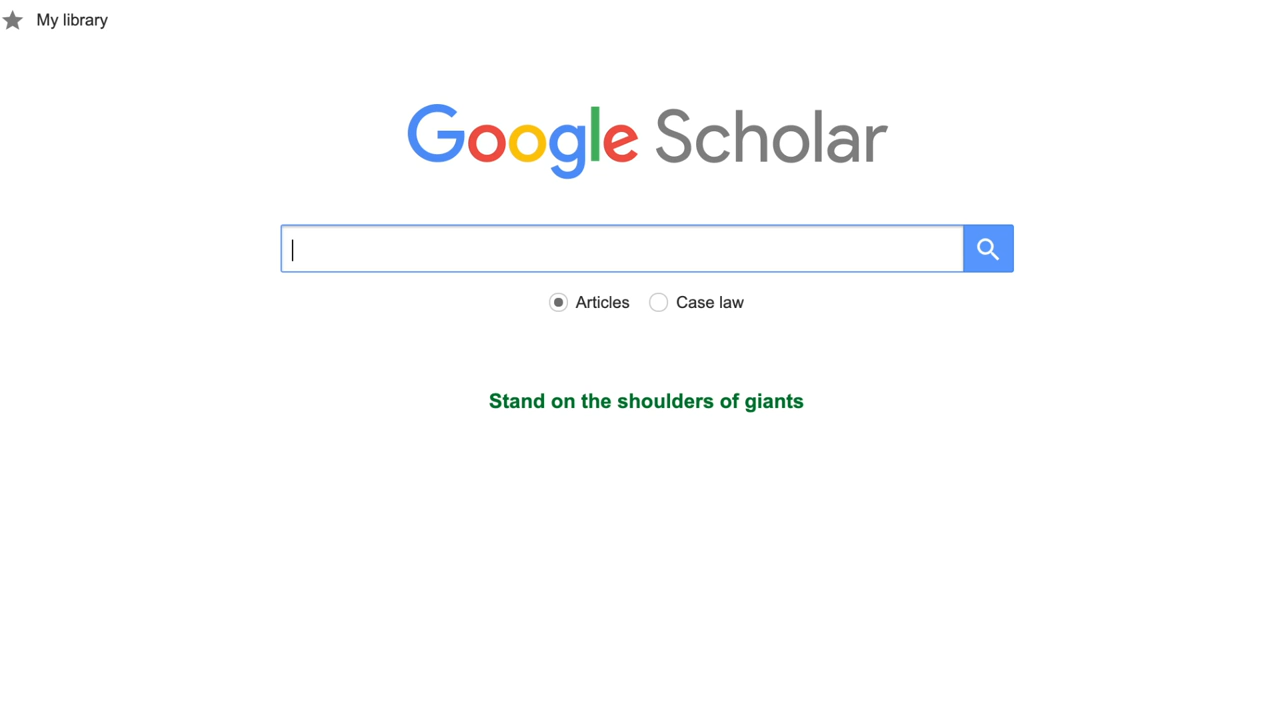 My library
Google Scholar
Articles Case law
Stand on the shoulders of giants